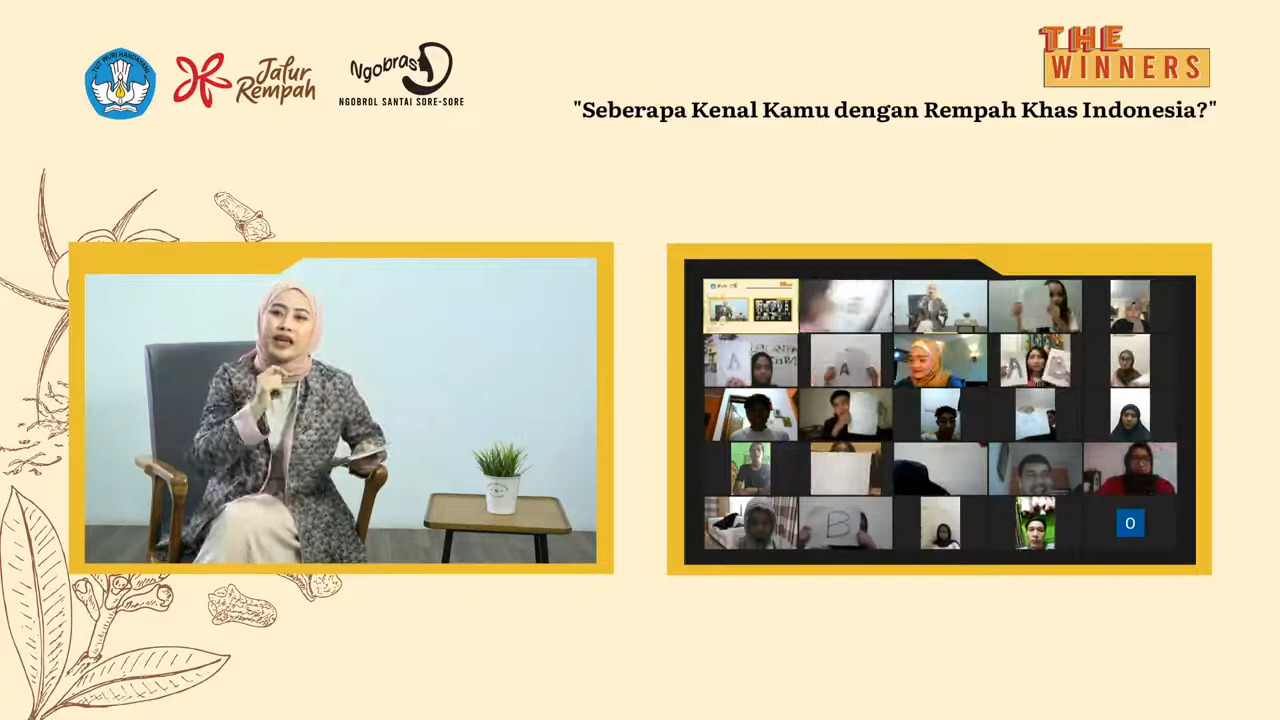 TUT WURI HANDAYANI
Jalur
Rempah
Ngobras
NGOBROL SANTAI SORE-SORE
THE
WINNERS
"Seberapa Kenal Kamu dengan Rempah Khas Indonesia?"
A
A
A
B
B
O